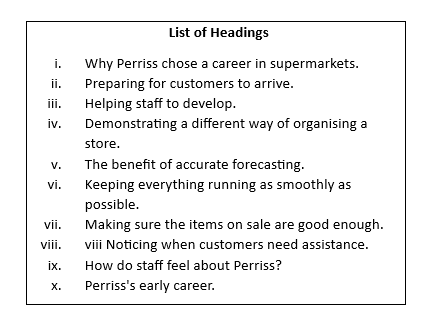 List of Headings
i. Why Perriss chose a career in supermarkets.
ii. Preparing for customers to arrive.
iii. Helping staff to develop.
iv. Demonstrating a different way of organising a
store.
v. The benefit of accurate forecasting.
vi. Keeping everything running as smoothly as
possible.
vii. Making sure the items on sale are good enough.
viii. viii Noticing when customers need assistance.
ix. How do staff feel about Perriss?
x. Perriss's early career.